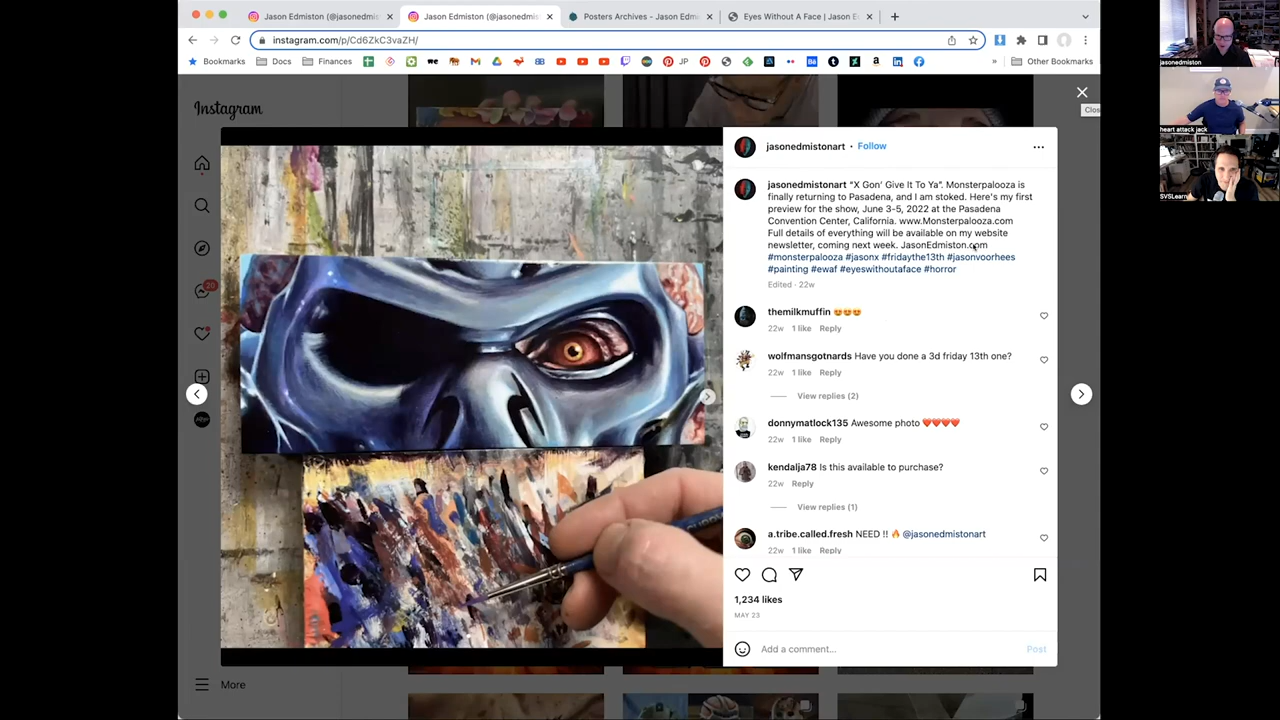 Jason Edmiston (@jasonedmis
Jason Edmiston (@jasonedmis
Posters Archives - Jason Edm
Eyes Without A Face | Jason E
instagram.com/p/Cd6ZkC3vaZH/
Bookmarks
Docs
Finances
we
JP
Other Bookmarks
jasonedmiston
heart attack jack
SVSLearn
Instagram
Clos
20
jasonedmistonart • Follow
jasonedmistonart “X Gon’ Give It To Ya”. Monsterpalooza is
finally returning to Pasadena, and I am stoked. Here's my first
preview for the show, June 3-5, 2022 at the Pasadena
Convention Center, California. www.Monsterpalooza.com
Full details of everything will be available on my website
newsletter, coming next week. JasonEdmiston.com
#monsterpalooza #jasonx #fridaythe13th #jasonvoorhees
#painting #ewaf #eyeswithoutaface #horror
Edited · 22w
themilkmuffin 😍😍😍
22w 1 like Reply
wolfmansgotnards Have you done a 3d friday 13th one?
22w 1 like Reply
View replies (2)
donnymatlock135 Awesome photo ❤️❤️❤️❤️
22w 1 like Reply
kendalja78 Is this available to purchase?
22w Reply
View replies (1)
a.tribe.called.fresh NEED !! 🔥 @jasonedmistonart
22w 1 like Reply
1,234 likes
MAY 23
Add a comment...
Post
More